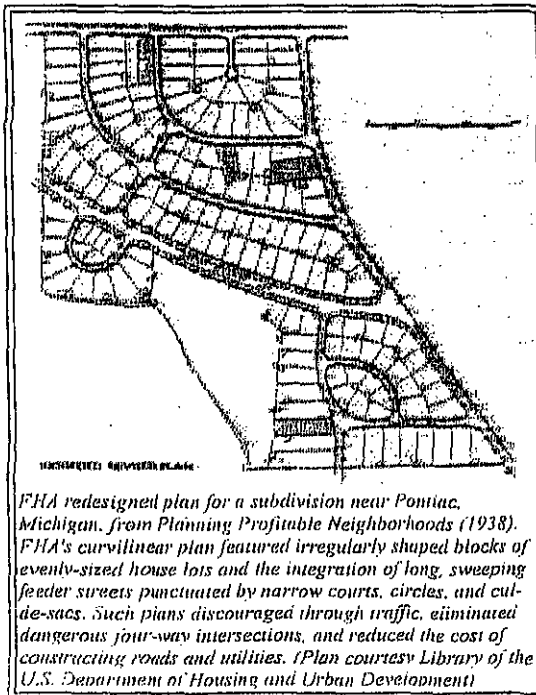 FHA redesigned plan for a subdivision near Pontiac,
Michigan, from Planning Profitable Neighborhoods (1938).
FHA's curvilinear plan featured irregularly shaped blocks of
evenly-sized house lots and the integration of long, sweeping
feeder streets punctuated by narrow courts, circles, and cul-
de-sacs. Such plans discouraged through traffic, eliminated
dangerous four-way intersections, and reduced the cost of
constructing roads and utilities. (Plan courtesy Library of the
U.S. Department of Housing and Urban Development)